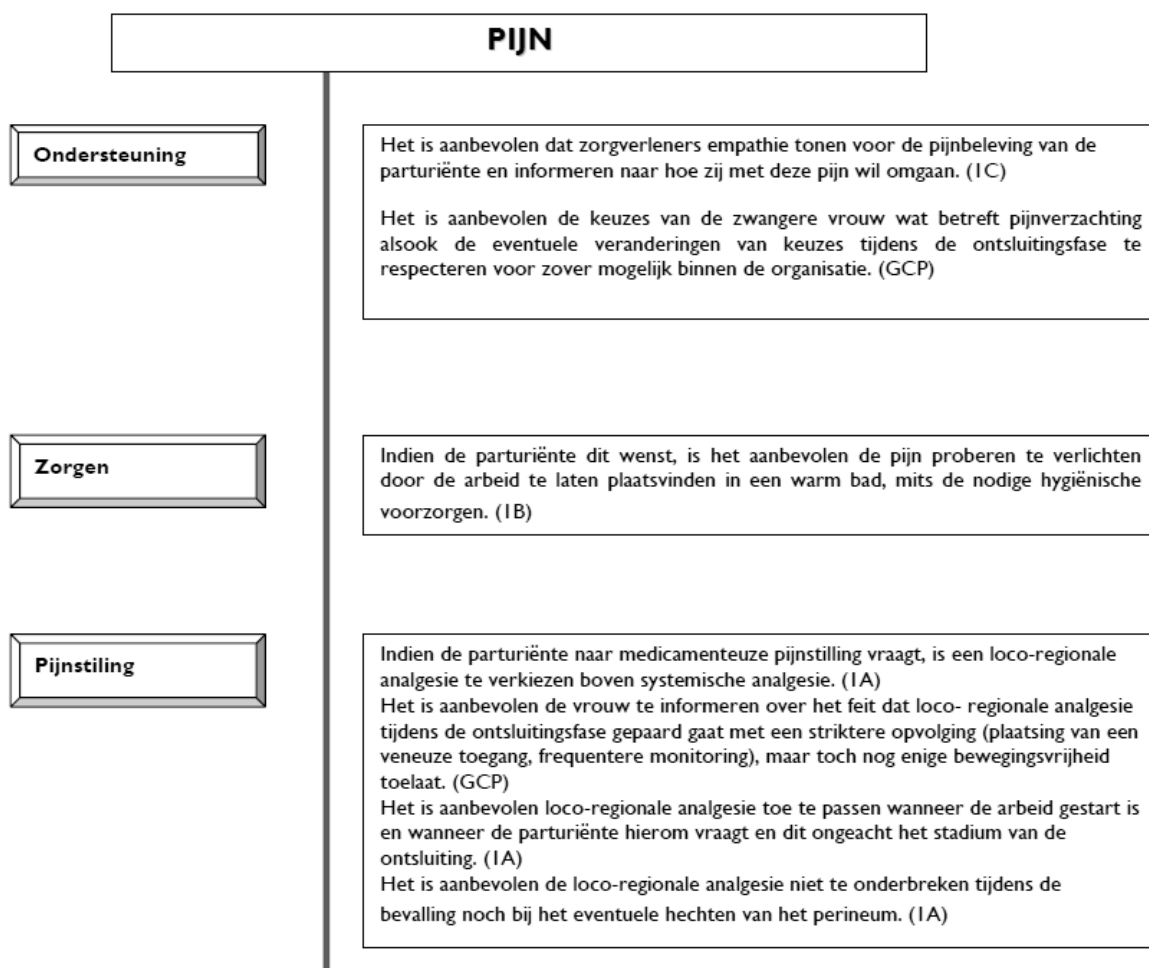 PIJN
Ondersteuning
Het is aanbevolen dat zorgverleners empathie tonen voor de pijnbeleving van de
parturiënte en informeren naar hoe zij met deze pijn wil omgaan. (1C)
Het is aanbevolen de keuzes van de zwangere vrouw wat betreft pijnverzachting
alsook de eventuele veranderingen van keuzes tijdens de ontsluitingsfase te
respecteren voor zover mogelijk binnen de organisatie. (GCP)
Zorgen
Indien de parturiënte dit wenst, is het aanbevolen de pijn proberen te verlichten
door de arbeid te laten plaatsvinden in een warm bad, mits de nodige hygiënische
voorzorgen. (1B)
Pijnstiling
Indien de parturiënte naar medicamenteuze pijnstilling vraagt, is een loco-regionale
analgesie te verkiezen boven systemische analgesie. (1A)
Het is aanbevolen de vrouw te informeren over het feit dat loco- regionale analgesie
tijdens de ontsluitingsfase gepaard gaat met een striktere opvolging (plaatsing van een
veneuze toegang, frequentere monitoring), maar toch nog enige bewegingsvrijheid
toelaat. (GCP)
Het is aanbevolen loco-regionale analgesie toe te passen wanneer de arbeid gestart is
en wanneer de parturiënte hierom vraagt en dit ongeacht het stadium van de
ontsluiting. (1A)
Het is aanbevolen de loco-regionale analgesie niet te onderbreken tijdens de
bevalling noch bij het eventuele hechten van het perineum. (1A)